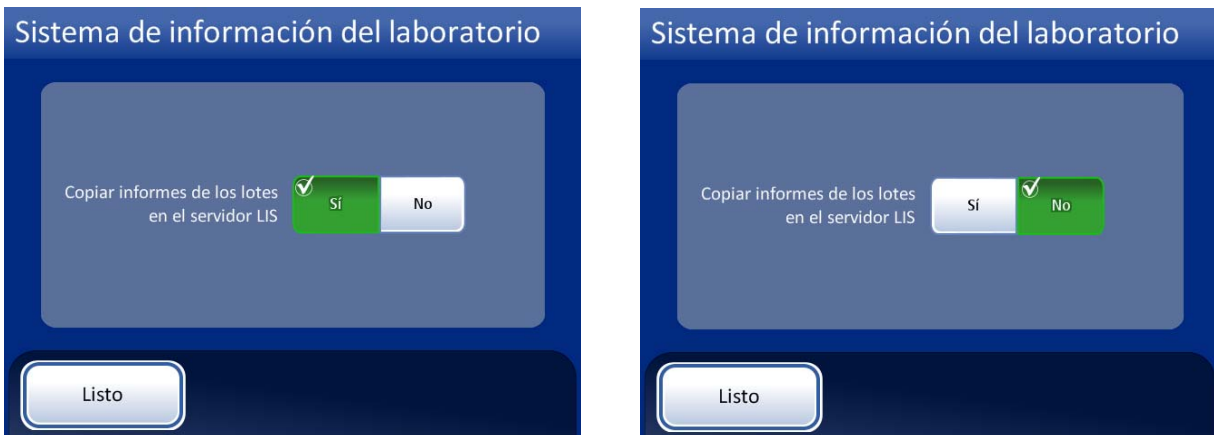 Sistema de información del laboratorio
Copiar informes de los lotes
en el servidor LIS
Sí
No
Listo
Sistema de información del laboratorio
Copiar informes de los lotes
en el servidor LIS
Sí
No
Listo